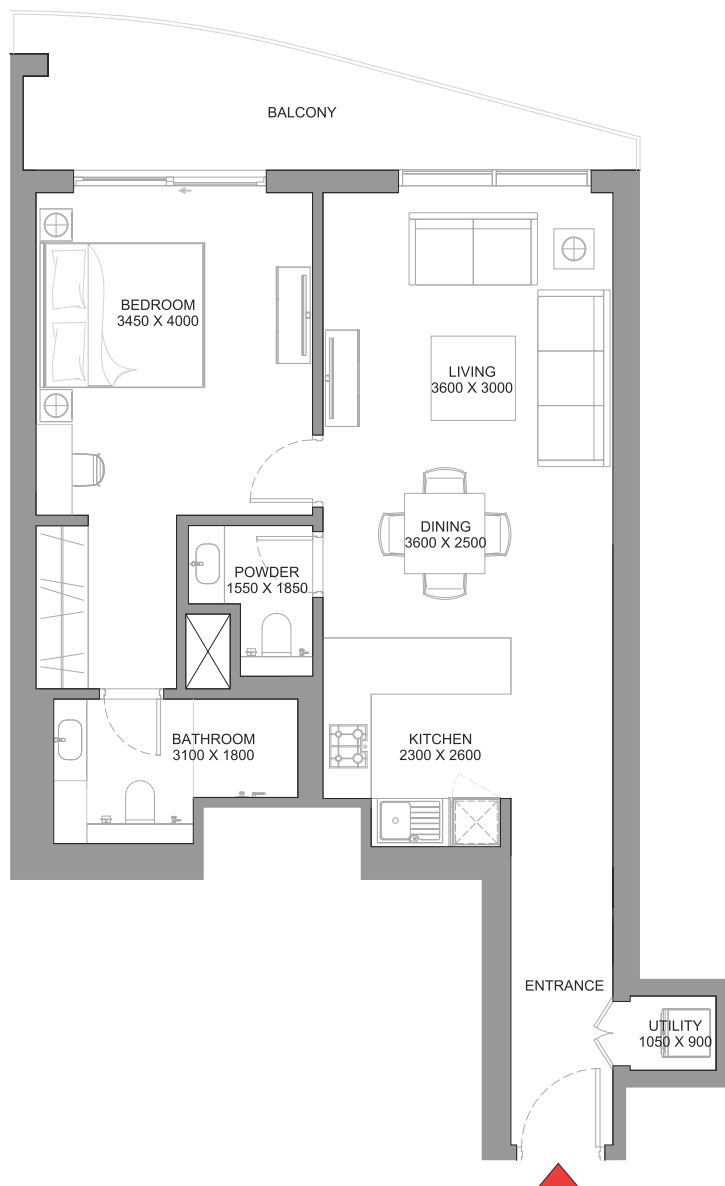 BALCONY
BEDROOM
3450 X 4000
LIVING
3600 X 3000
DINING
3600 X 2500
POWDER
1550 X 1850
BATHROOM
3100 X 1800
KITCHEN
2300 X 2600
ENTRANCE
UTILITY
1050 X 900